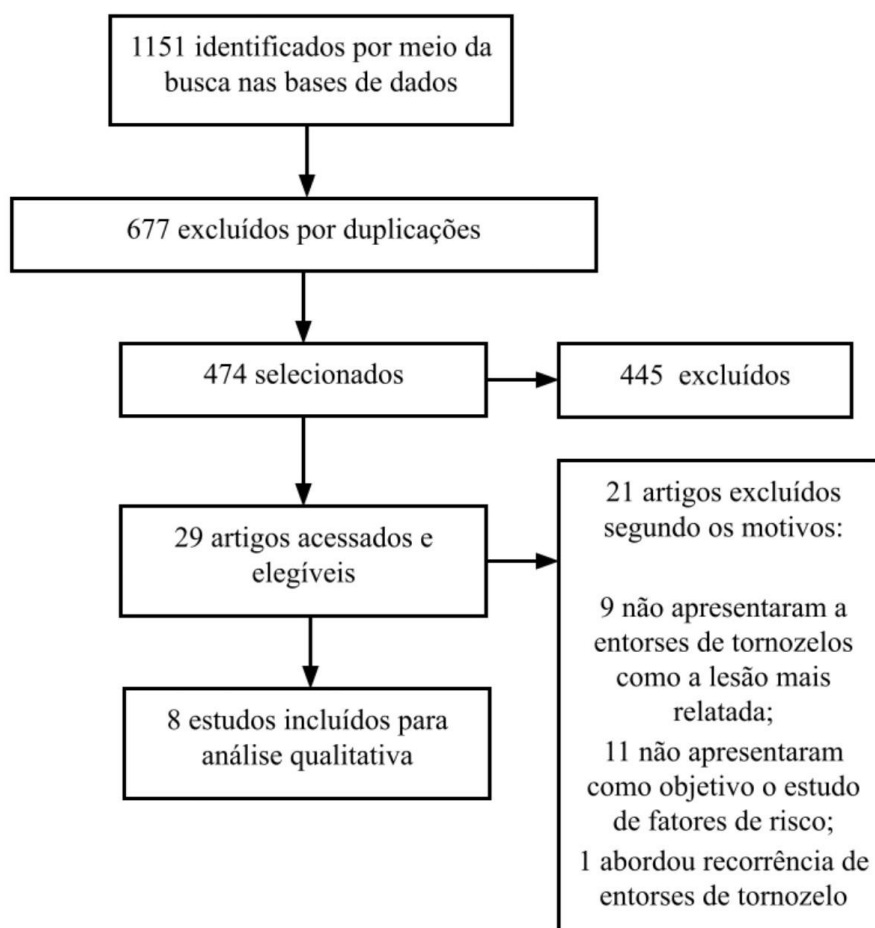 1151 identificados por meio da
busca nas bases de dados
677 excluídos por duplicações
474 selecionados
445 excluídos
29 artigos acessados e
elegíveis
21 artigos excluídos
segundo os motivos:
9 não apresentaram a
entorses de tornozelos
como a lesão mais
relatada;
11 não apresentaram
como objetivo o estudo
de fatores de risco;
1 abordou recorrência de
entorses de tornozelo
8 estudos incluídos para
análise qualitativa